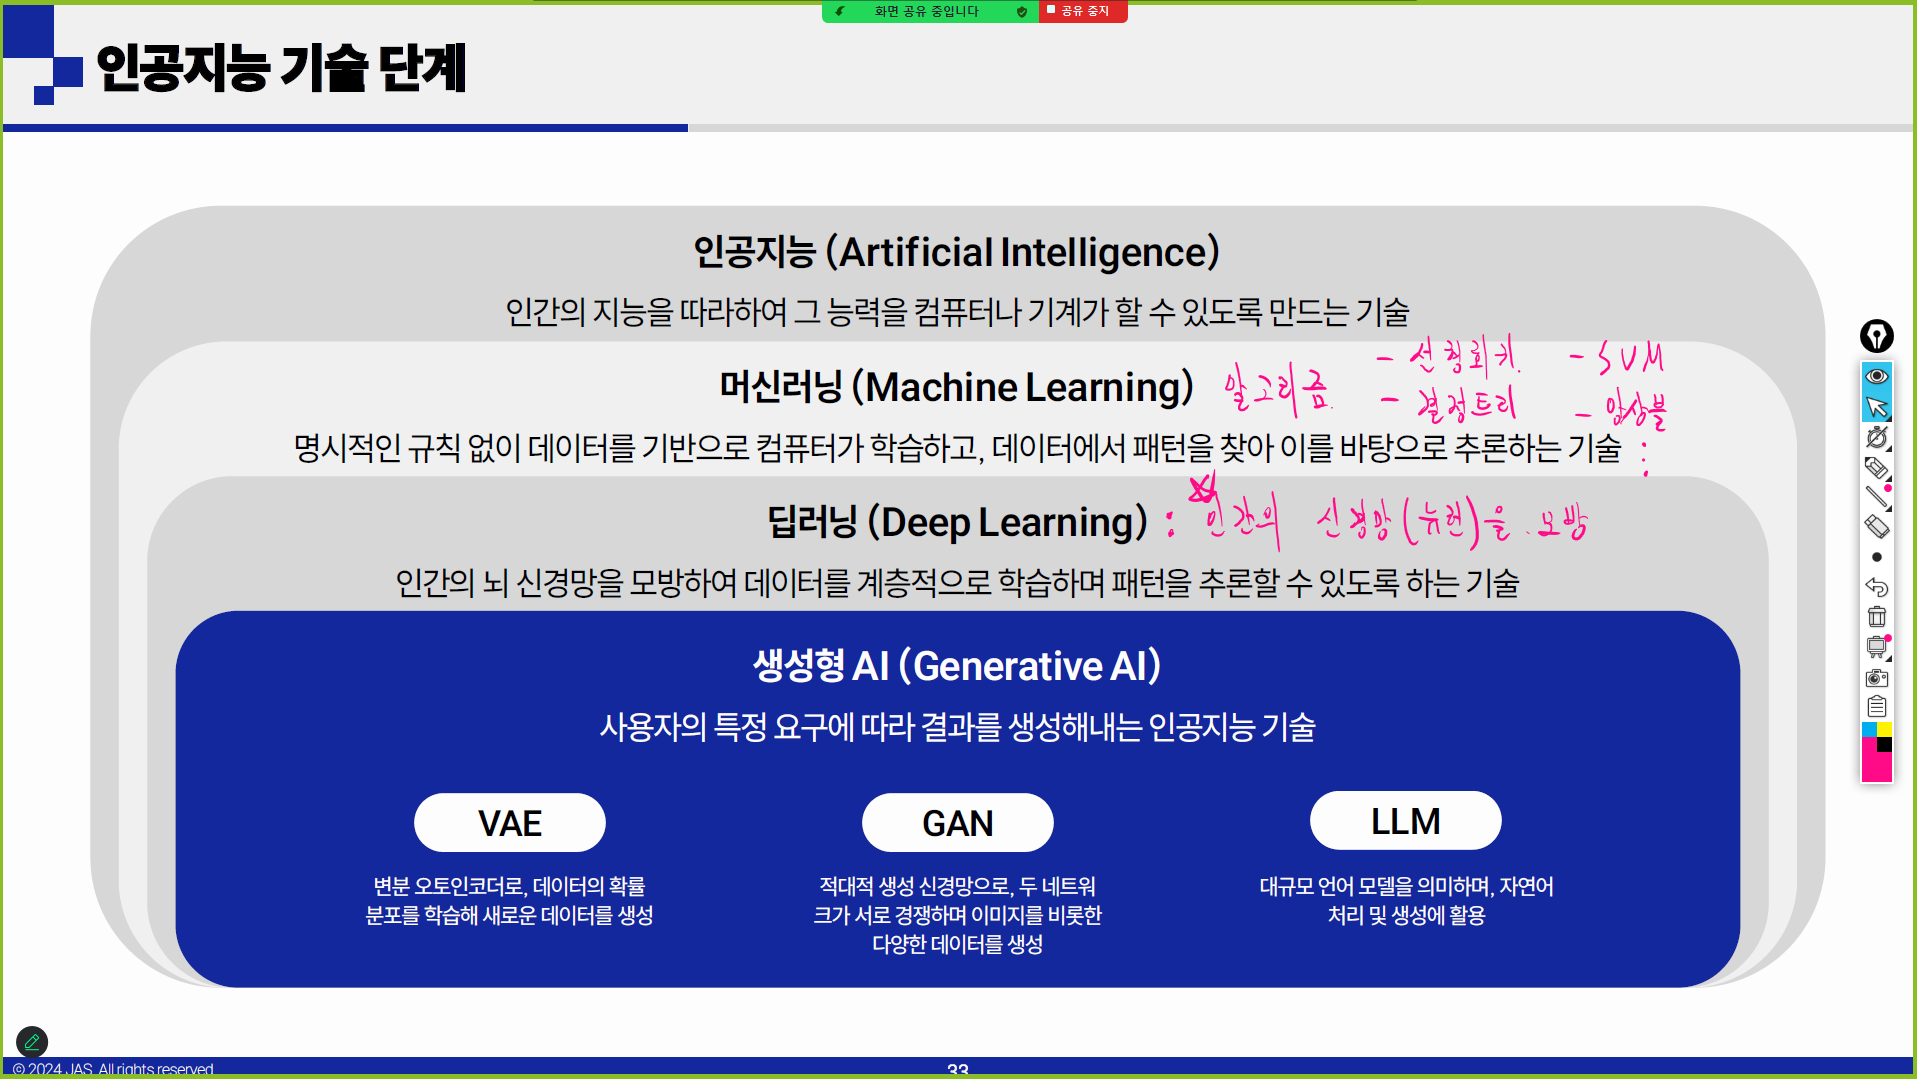 화면 공유 중입니다
공유 중지
인공지능 기술 단계
인공지능 (Artificial Intelligence)
인간의 지능을 따라하여 그 능력을 컴퓨터나 기계가 할 수 있도록 만드는 기술
- 선형회귀. - SVM
머신러닝 (Machine Learning) 알고리즘.
- 결정트리 - 앙상블
명시적인 규칙 없이 데이터를 기반으로 컴퓨터가 학습하고, 데이터에서 패턴을 찾아 이를 바탕으로 추론하는 기술 :
딥러닝 (Deep Learning) : 인간의 신경망(뉴런)을 모방
인간의 뇌 신경망을 모방하여 데이터를 계층적으로 학습하며 패턴을 추론할 수 있도록 하는 기술
생성형 AI (Generative AI)
사용자의 특정 요구에 따라 결과를 생성해내는 인공지능 기술
VAE
변분 오토인코더로, 데이터의 확률
분포를 학습해 새로운 데이터를 생성
GAN
적대적 생성 신경망으로, 두 네트워
크가 서로 경쟁하며 이미지를 비롯한
다양한 데이터를 생성
LLM
대규모 언어 모델을 의미하며, 자연어
처리 및 생성에 활용
© 2024 JAS. All rights reserved
33